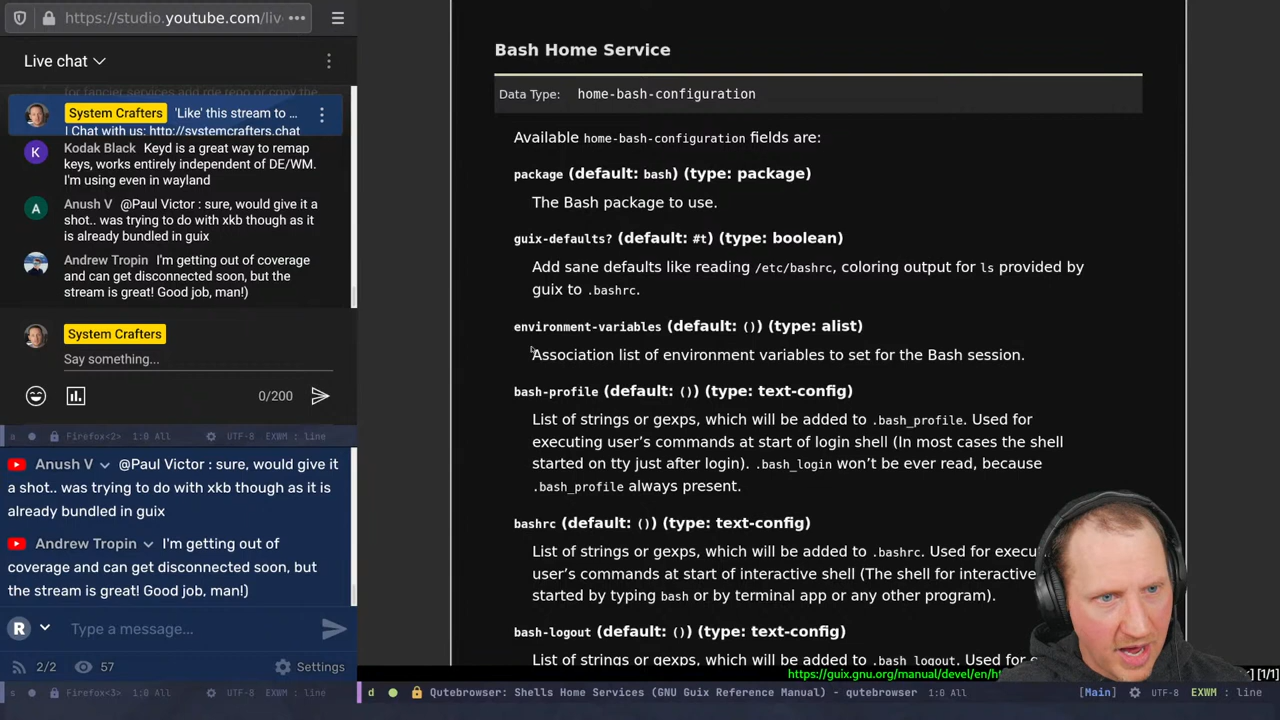 https://studio.youtube.com/liv •••
Live chat
System Crafters 'Like' this stream to ...
| Chat with us: http://systemcrafters.chat
Kodak Black Keyd is a great way to remap
keys, works entirely independent of DE/WM.
I'm using even in wayland
Anush V @Paul Victor : sure, would give it a
shot.. was trying to do with xkb though as it
is already bundled in guix
Andrew Tropin I'm getting out of coverage
and can get disconnected soon, but the
stream is great! Good job, man!)
System Crafters
Say something...
0/200
a Firefox<2> 1:0 All UTF-8 EXWM : line
Anush V @Paul Victor : sure, would give it
a shot.. was trying to do with xkb though as it is
already bundled in guix
Andrew Tropin I'm getting out of
coverage and can get disconnected soon, but
the stream is great! Good job, man!)
R Type a message...
2/2 57 Settings
s Firefox<3> 1:0 All UTF-8 EXWM : line
Bash Home Service
Data Type: home-bash-configuration
Available home-bash-configuration fields are:
package (default: bash) (type: package)
The Bash package to use.
guix-defaults? (default: #t) (type: boolean)
Add sane defaults like reading /etc/bashrc, coloring output for ls provided by
guix to .bashrc.
environment-variables (default: ()) (type: alist)
Association list of environment variables to set for the Bash session.
bash-profile (default: ()) (type: text-config)
List of strings or gexps, which will be added to .bash_profile. Used for
executing user's commands at start of login shell (In most cases the shell
started on tty just after login). .bash_login won't be ever read, because
.bash_profile always present.
bashrc (default: ()) (type: text-config)
List of strings or gexps, which will be added to .bashrc. Used for execu
user's commands at start of interactive shell (The shell for interactive
started by typing bash or by terminal app or any other program).
bash-logout (default: ()) (type: text-config)
List of strings or gexps, which will be added to .bash_logout. Used for e
https://guix.gnu.org/manual/devel/en/ht [1/1]
d Qutebrowser: Shells Home Services (GNU Guix Reference Manual) - qutebrowser 1:0 All [Main] UTF-8 EXWM : line